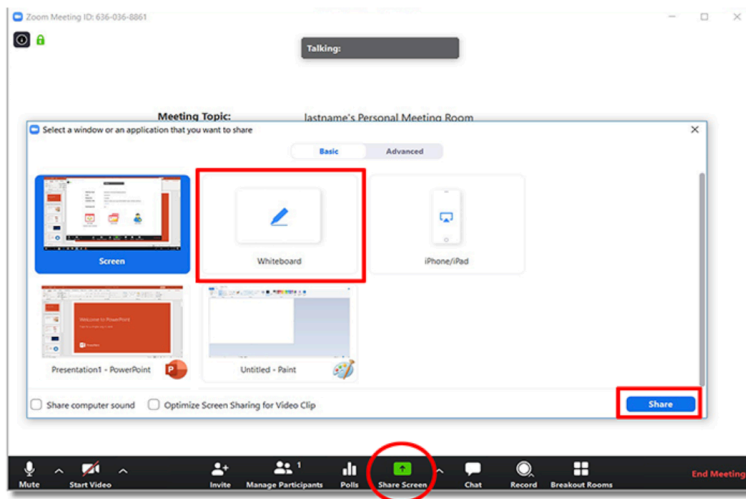 Zoom Meeting ID: 636-036-8861
Talking:
Meeting Topic: lastname's Personal Meeting Room
Select a window or an application that you want to share
Basic Advanced
Screen Whiteboard iPhone/iPad
Welcome to PowerPoint
Presentation1 - PowerPoint Untitled - Paint
Share computer sound Optimize Screen Sharing for Video Clip Share
1
Mute Start Video Invite Manage Participants Polls Share Screen Chat Record Breakout Rooms End Meeting